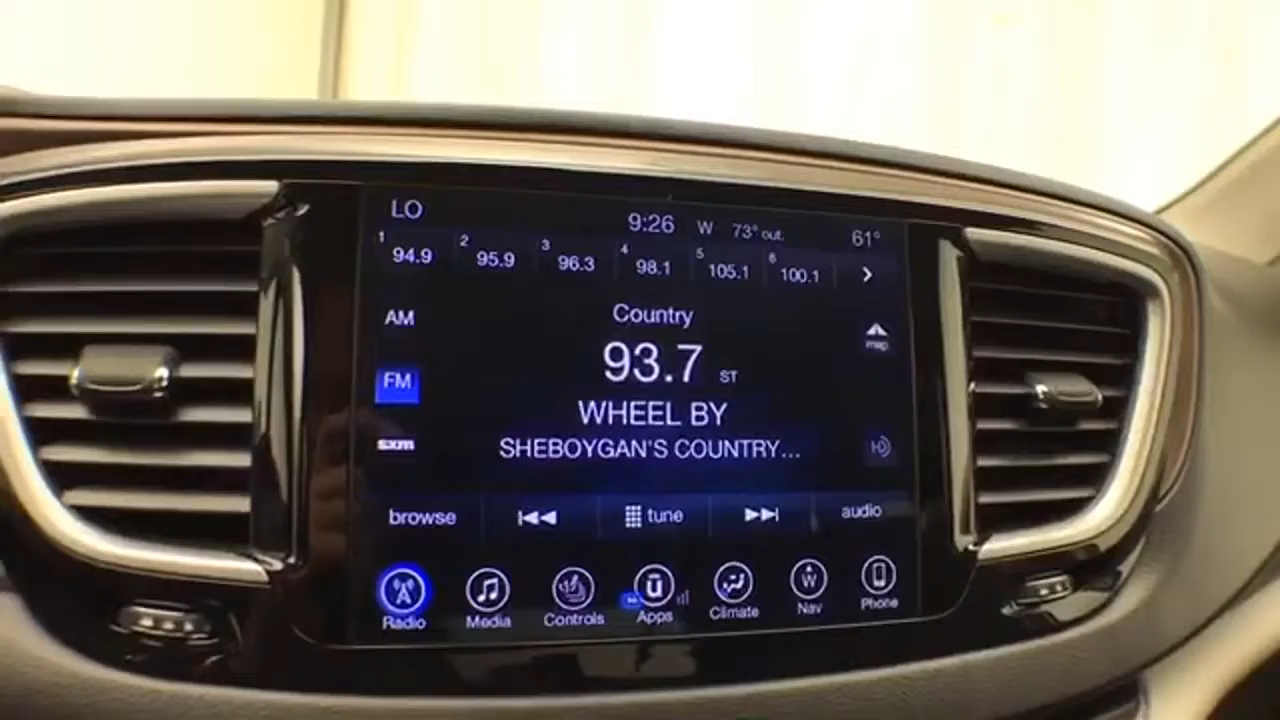 LO 9:26 W 73° out. 61°
1 94.9 2 95.9 3 96.3 4 98.1 5 105.1 6 100.1
Country
AM
map
93.7 ST
FM
WHEEL BY
SHEBOYGAN'S COUNTRY...
sxm
browse tune audio
Radio Media Controls Apps Climate Nav Phone